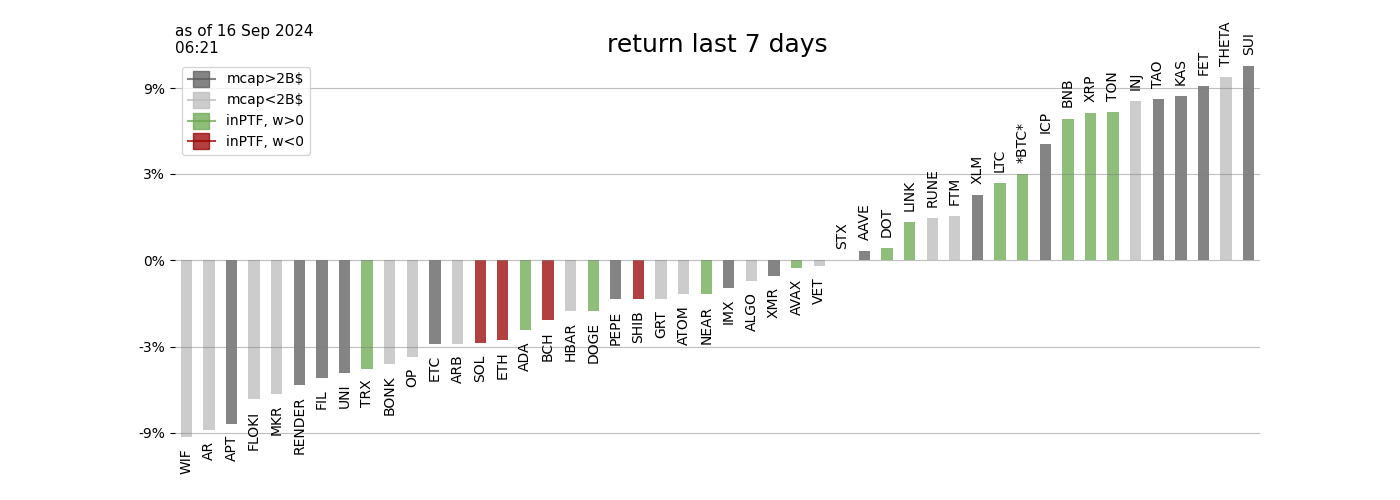 as of 16 Sep 2024
06:21
return last 7 days
mcap>2B$
mcap<2B$
inPTF, w>0
inPTF, w<0
9%
3%
0%
-3%
-9%
WIF
AR
APT
FLOKI
MKR
RENDER
FIL
UNI
TRX
BONK
OP
ETC
ARB
SOL
ETH
ADA
BCH
HBAR
DOGE
PEPE
SHIB
GRT
ATOM
NEAR
IMX
ALGO
XMR
AVAX
VET
STX
AAVE
DOT
LINK
RUNE
FTM
XLM
LTC
*BTC*
ICP
BNB
XRP
TON
INJ
TAO
KAS
FET
THETA
SUI